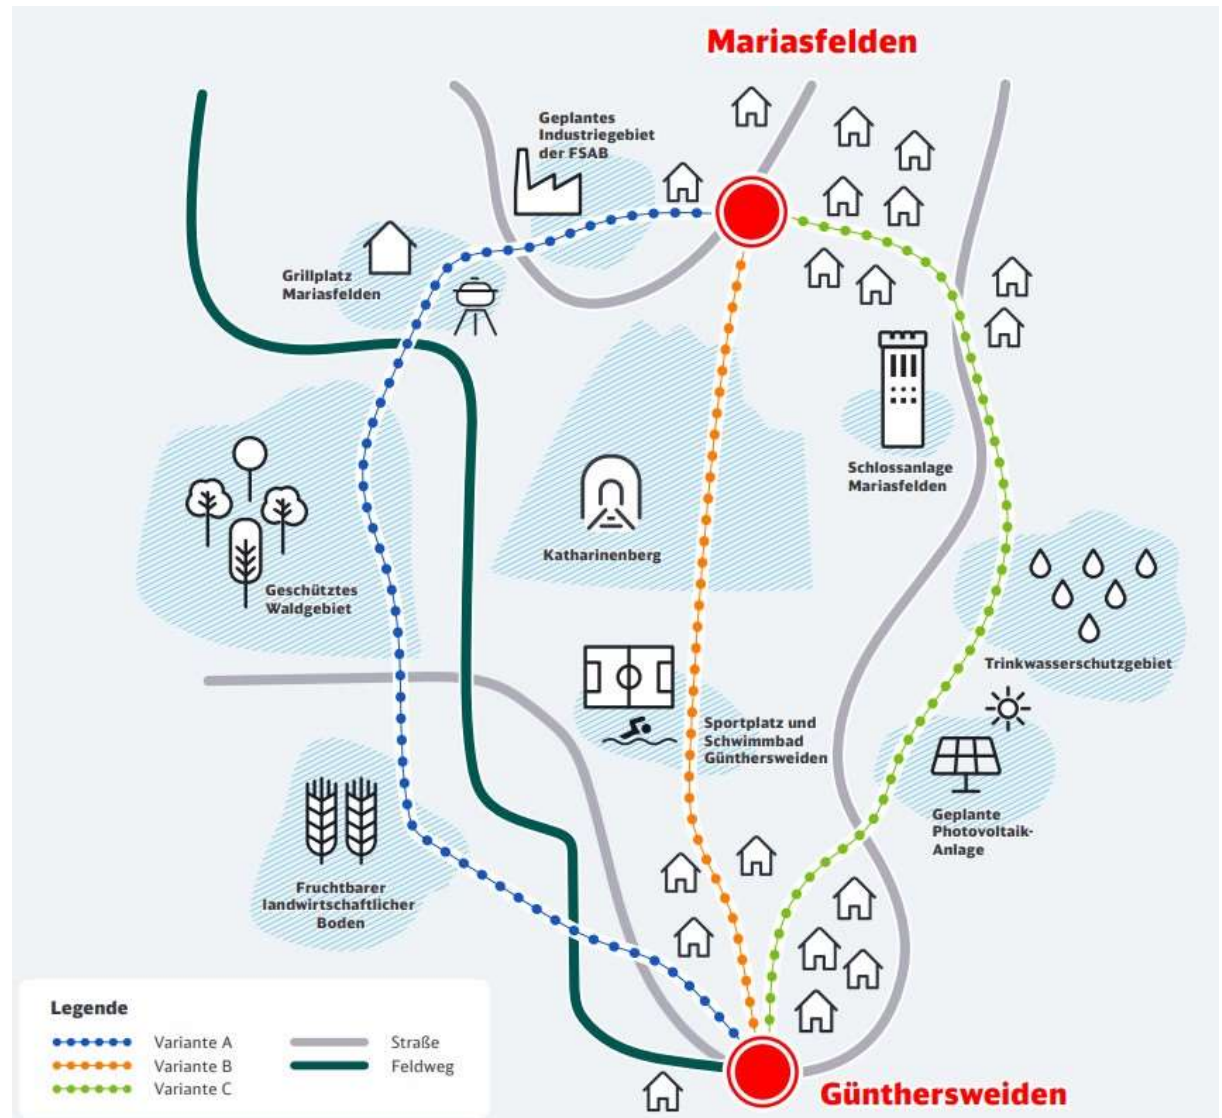 Mariasfelden
Geplantes
Industriegebiet
der FSAB
Grillplatz
Mariasfelden
Schlossanlage
Mariasfelden
Katharinenberg
Geschütztes
Waldgebiet
Trinkwasserschutzgebiet
Sportplatz und
Schwimmbad
Günthersweiden
Geplante
Photovoltaik-
Anlage
Fruchtbarer
landwirtschaftlicher
Boden
Legende
Variante A
Variante B
Variante C
Straße
Feldweg
Günthersweiden